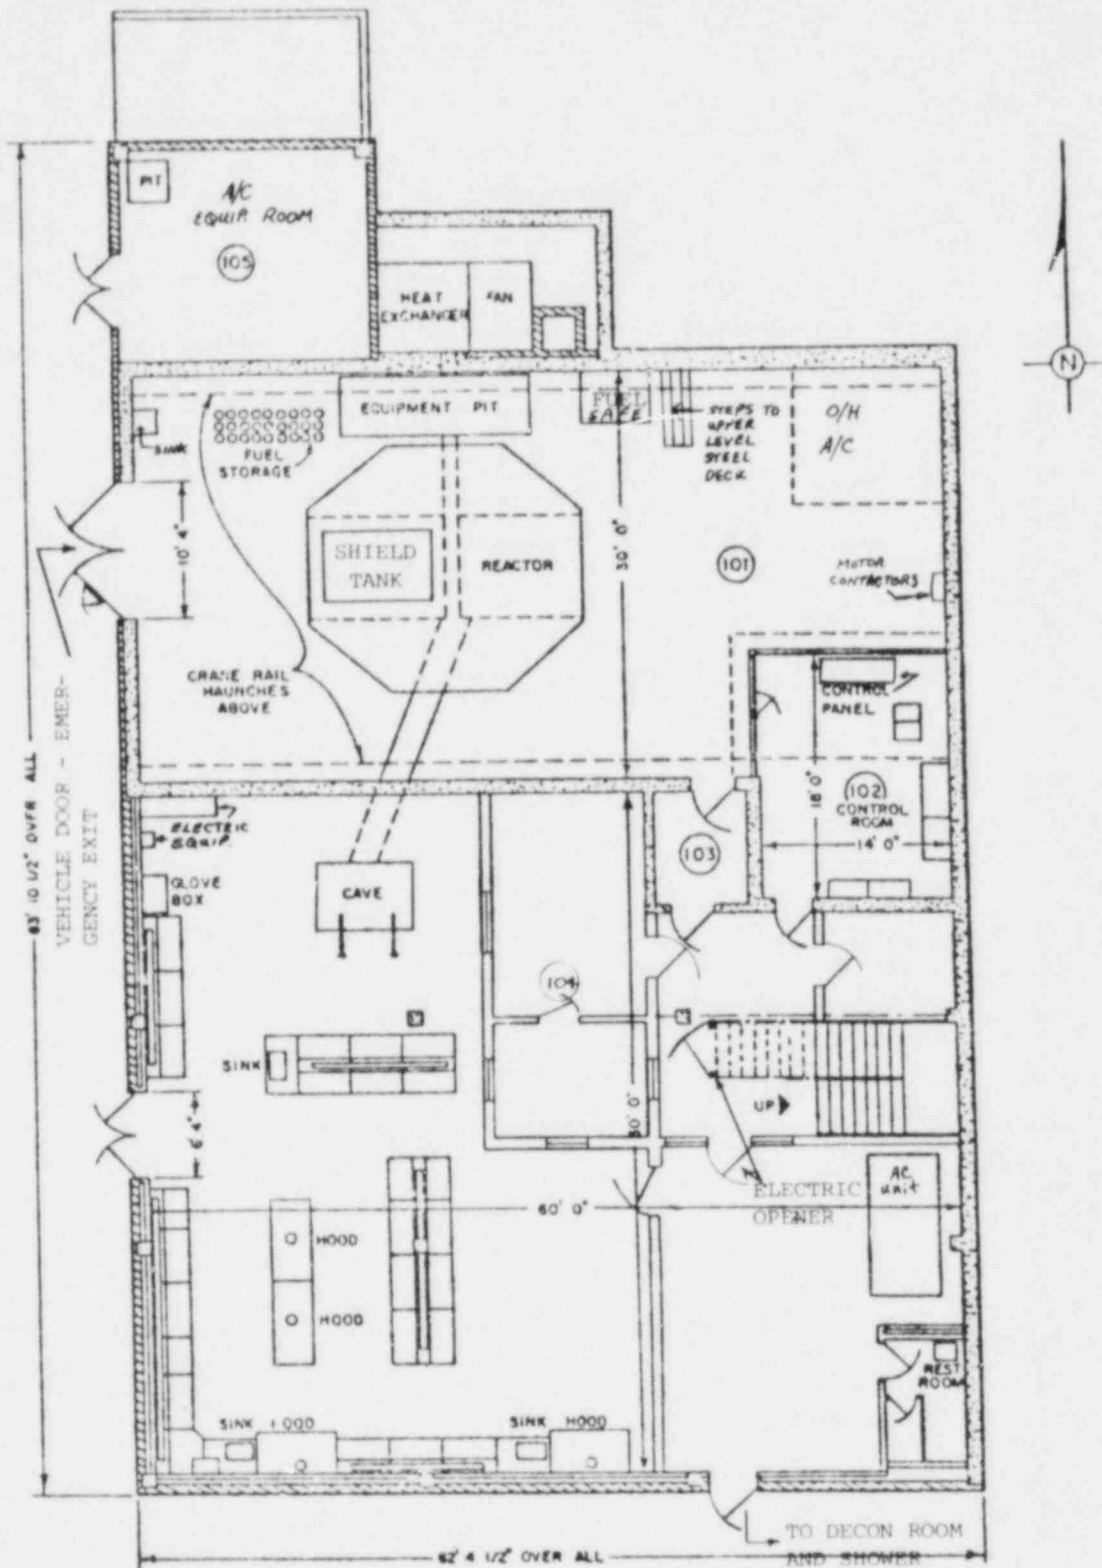 PIT
A/C
EQUIP ROOM
105
HEAT
EXCHANGER
FAN
N
EQUIPMENT PIT
FUEL
SAFE
STEPS TO
UPPER
LEVEL
STEEL
DECK
O/H
A/C
SINK
FUEL
STORAGE
10' 4"
SHIELD
TANK
REACTOR
30' 0"
101
MOTOR
CONTACTORS
CRANE RAIL
HAUNCHES
ABOVE
CONTROL
PANEL
18' 0"
102
CONTROL
ROOM
14' 0"
83' 10 1/2" OVER ALL
VEHICLE DOOR - EMER-
GENCY EXIT
ELECTRIC
EQUIP.
GLOVE
BOX
CAVE
103
104
SINK
6' 4"
30' 0"
UP
ELECTRIC
OPENER
AC
unit
60' 0"
HOOD
HOOD
REST
ROOM
SINK
SINK HOOD
TO DECON ROOM
AND SHOWER
62' 4 1/2" OVER ALL